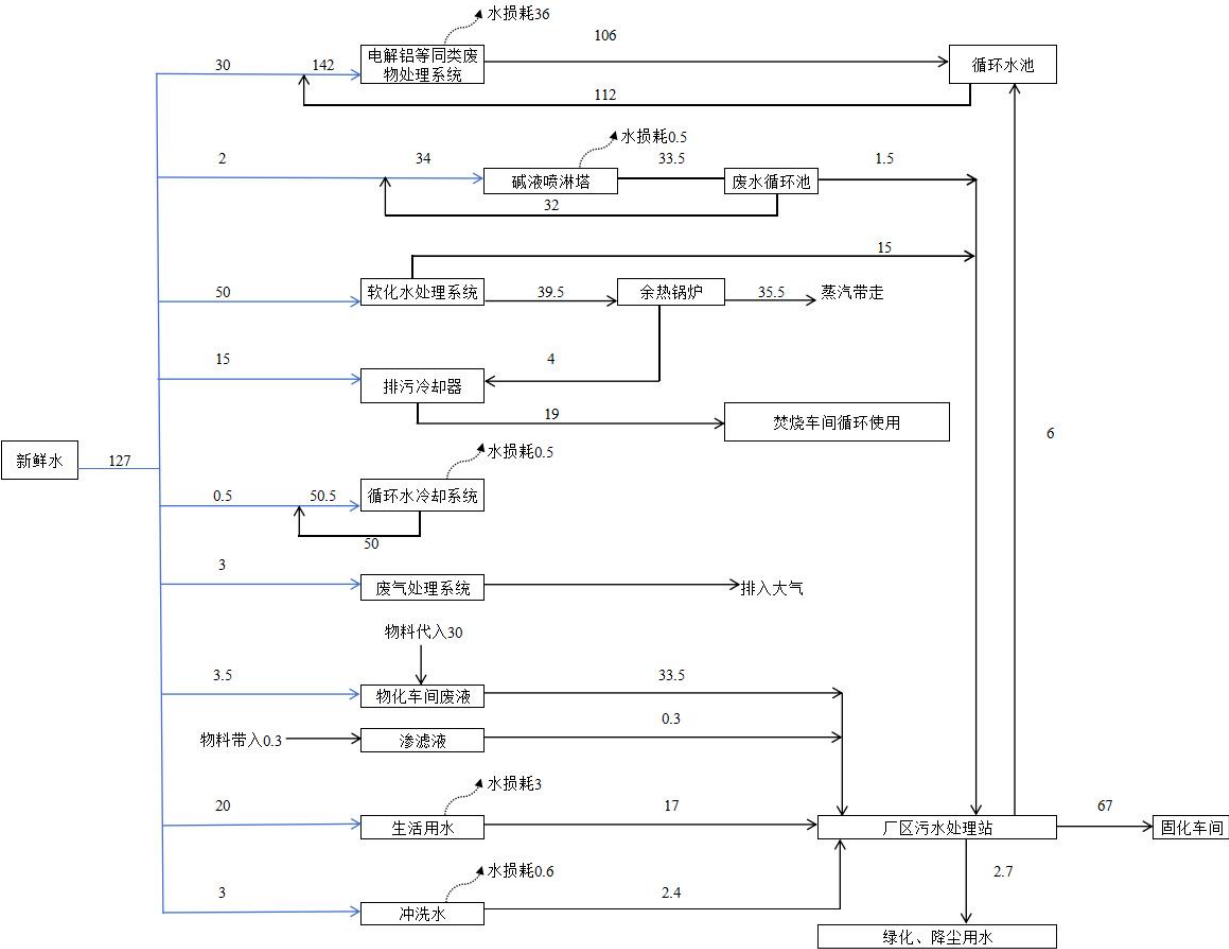 水损耗36
30
142
电解铝等同类废
物处理系统
106
循环水池
112
水损耗0.5
2
34
碱液喷淋塔
33.5
废水循环池
1.5
32
15
50
软化水处理系统
39.5
余热锅炉
35.5
蒸汽带走
15
排污冷却器
4
19
焚烧车间循环使用
6
新鲜水
127
水损耗0.5
0.5
50.5
循环水冷却系统
50
3
废气处理系统
排入大气
物料代入30
3.5
物化车间废液
33.5
物料带入0.3
渗滤液
0.3
水损耗3
20
生活用水
17
厂区污水处理站
67
固化车间
水损耗0.6
3
冲洗水
2.4
2.7
绿化、降尘用水